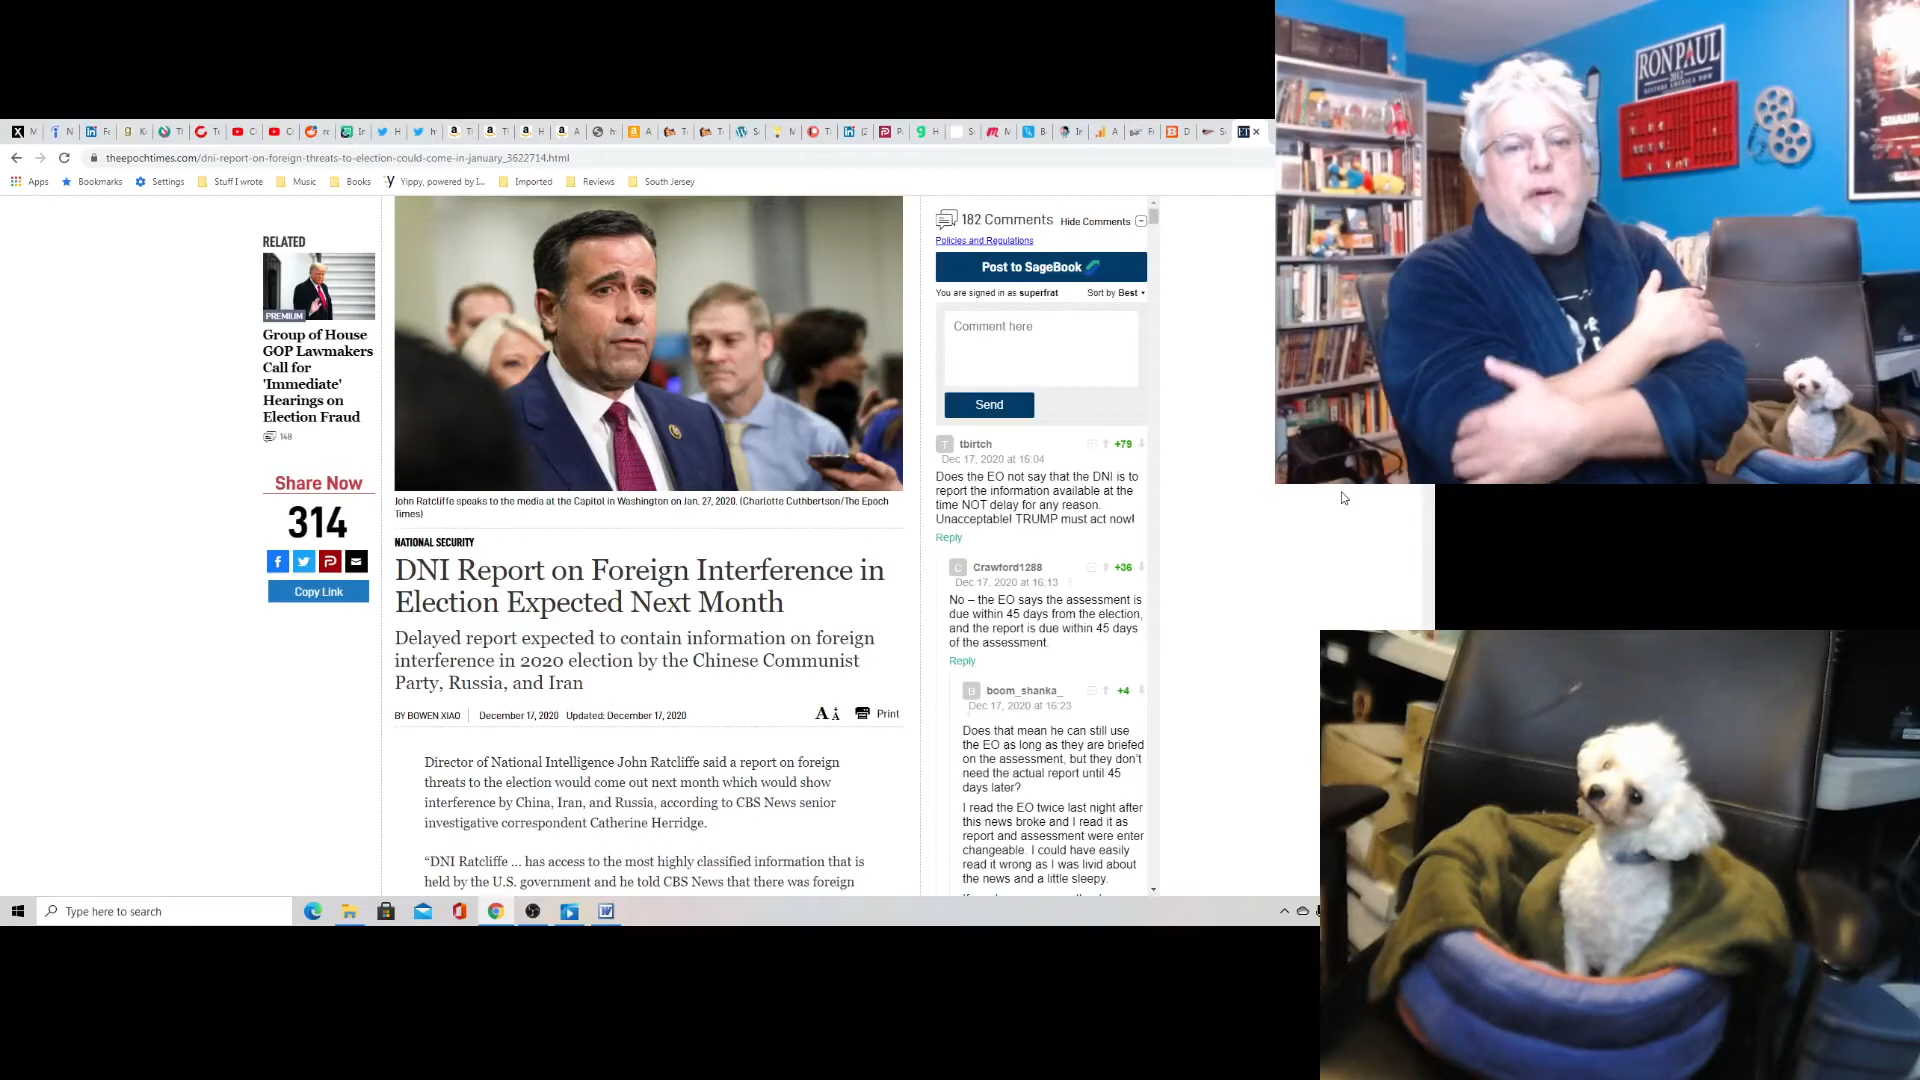 theepochtimes.com/dni-report-on-foreign-threats-to-election-could-come-in-january_3622714.html
Apps
Bookmarks
Settings
Stuff I wrote
Music
Books
Yippy, powered by I...
Imported
Reviews
South Jersey
RELATED
PREMIUM
Group of House
GOP Lawmakers
Call for
'Immediate'
Hearings on
Election Fraud
148
Share Now
314
Copy Link
John Ratcliffe speaks to the media at the Capitol in Washington on Jan. 27, 2020. (Charlotte Cuthbertson/The Epoch
Times)
NATIONAL SECURITY
DNI Report on Foreign Interference in
Election Expected Next Month
Delayed report expected to contain information on foreign
interference in 2020 election by the Chinese Communist
Party, Russia, and Iran
BY BOWEN XIAO
December 17, 2020 Updated: December 17, 2020
Print
Director of National Intelligence John Ratcliffe said a report on foreign
threats to the election would come out next month which would show
interference by China, Iran, and Russia, according to CBS News senior
investigative correspondent Catherine Herridge.
“DNI Ratcliffe ... has access to the most highly classified information that is
held by the U.S. government and he told CBS News that there was foreign
182 Comments
Hide Comments
Policies and Regulations
Post to SageBook
You are signed in as superfrat
Sort by Best
Comment here
Send
T
tbirtch
+79
Dec 17, 2020 at 16:04
Does the EO not say that the DNI is to
report the information available at the
time NOT delay for any reason.
Unacceptable! TRUMP must act now!
Reply
C
Crawford1288
+36
Dec 17, 2020 at 16:13
No – the EO says the assessment is
due within 45 days from the election,
and the report is due within 45 days
of the assessment.
Reply
B
boom_shanka_
+4
Dec 17, 2020 at 16:23
Does that mean he can still use
the EO as long as they are briefed
on the assessment, but they don't
need the actual report until 45
days later?
I read the EO twice last night after
this news broke and I read it as
report and assessment were enter
changeable. I could have easily
read it wrong as I was livid about
the news and a little sleepy.
Type here to search
RON PAUL
2012
RESTORE AMERICA NOW
SHAUN